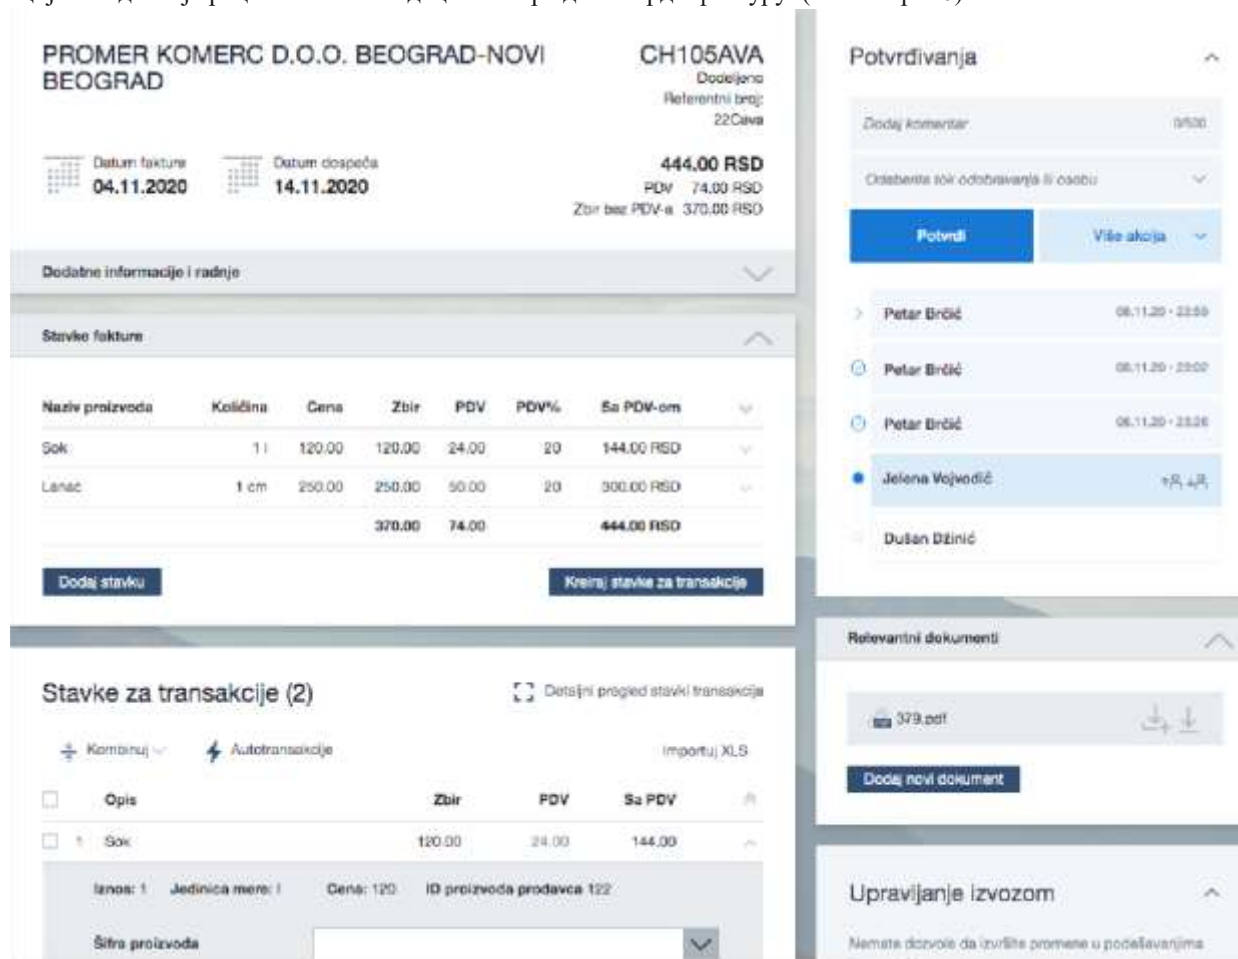 PROMER KOMERC D.O.O. BEOGRAD-NOVI
BEOGRAD
CH105AVA
Dodeljeno
Referentni broj:
22Cava
Datum fakture
04.11.2020
Datum dospeća
14.11.2020
444.00 RSD
PDV 74.00 RSD
Zbir bez PDV-a 370.00 RSD
Dodatne informacije i radnje
Stavke fakture
Naziv proizvoda Količina Cena Zbir PDV PDV% Sa PDV-om
Sok 1 l 120.00 120.00 24.00 20 144.00 RSD
Lanac 1 cm 250.00 250.00 50.00 20 300.00 RSD
370.00 74.00 444.00 RSD
Dodaj stavku
Kreiraj stavke za transakcije
Stavke za transakcije (2)
Detaljni pregled stavki transakcija
Kombinuj
Autotransakcije
Importuj XLS
Opis Zbir PDV Sa PDV
1 Sok 120.00 24.00 144.00
Iznos: 1 Jedinica mere: l Cena: 120 ID proizvoda prodavca 122
Šifra proizvoda
Potvrđivanja
Dodaj komentar 0/500
Odaberite tok odobravanja ili osobu
Potvrdi
Više akcija
Petar Brčić
Petar Brčić
Petar Brčić
Jelena Vojvodić
Dušan Džinić
Relevantni dokumenti
379.pdf
Dodaj novi dokument
Upravljanje izvozom
Nemate dozvole da izvršite promene u podešavanjima